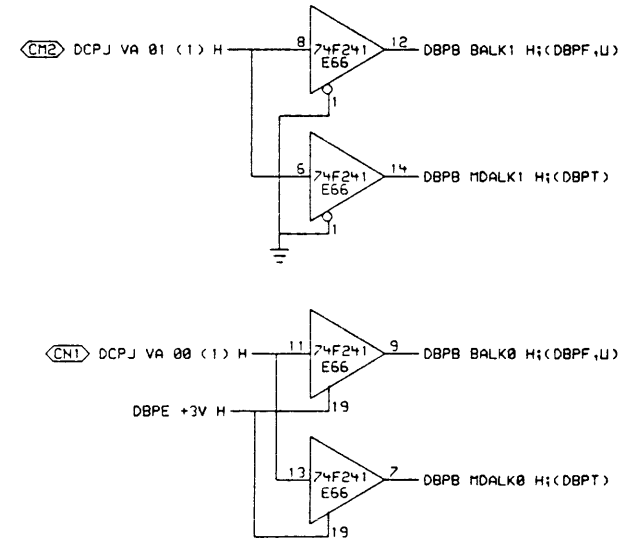 CM2 DCPJ VA 01 (1) H 8 74F241 12 DBPB BALK1 H;(DBPF,U)
E66
1
6 74F241 14 DBPB MDALK1 H;(DBPT)
E66
1
CN1 DCPJ VA 00 (1) H 11 74F241 9 DBPB BALK0 H;(DBPF,U)
E66
DBPE +3V H 19
13 74F241 7 DBPB MDALK0 H;(DBPT)
E66
19